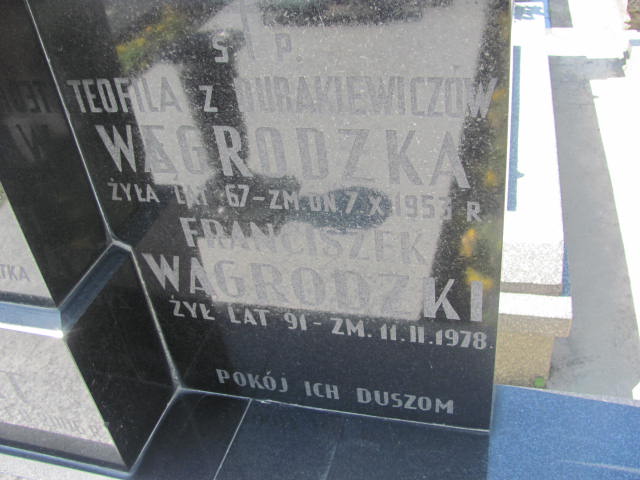 Ś P.
TEOFILA z DURAKIEWICZÓW
WĄGRODZKA
ŻYŁA LAT 67 - ZM. DN 7 X 1953 R
FRANCISZEK
WĄGRODZKI
ŻYŁ LAT 91 - ZM. 11. II. 1978.
POKÓJ ICH DUSZOM